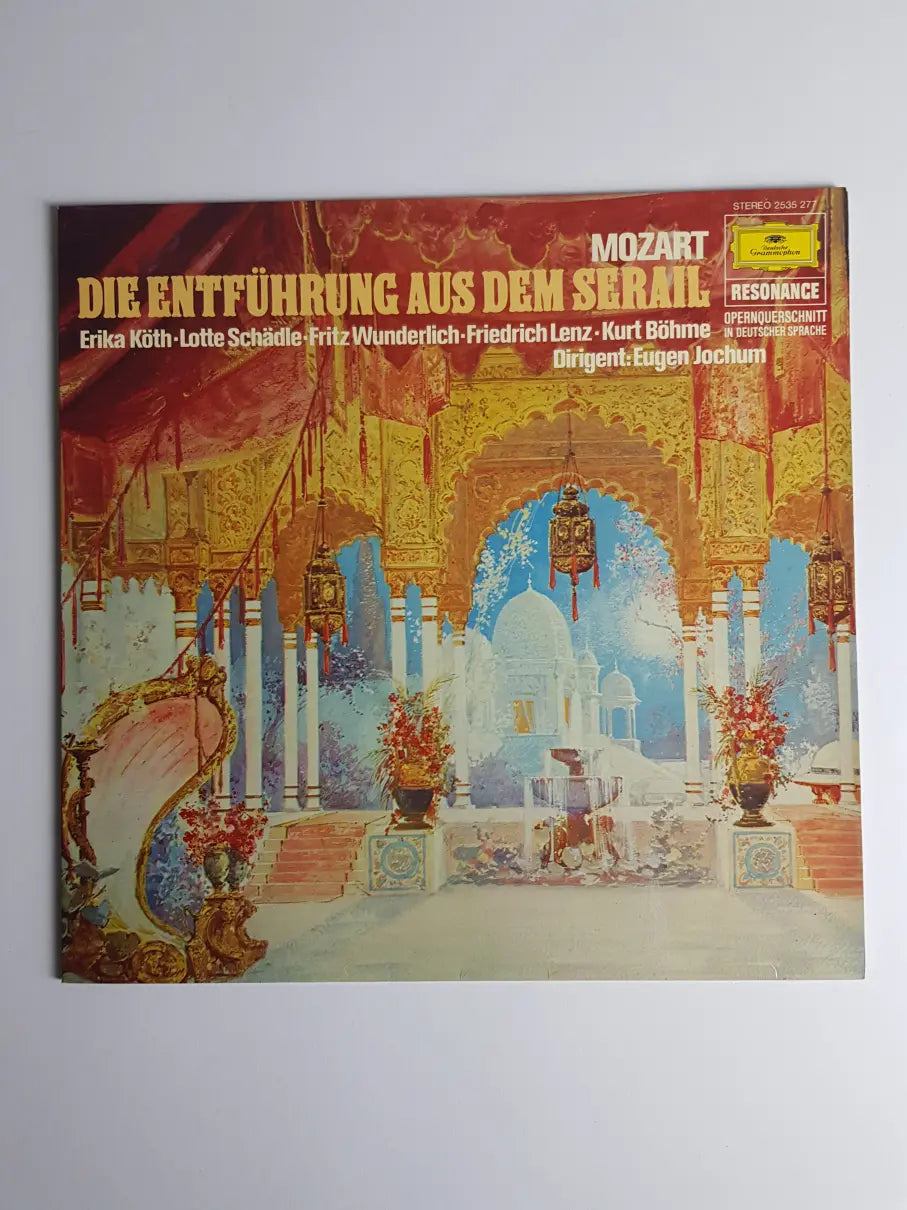 STEREO 2535 277
MOZART
Deutsche
Grammophon
DIE ENTFÜHRUNG AUS DEM SERAIL
RESONANCE
Erika Köth·Lotte Schädle·Fritz Wunderlich·Friedrich Lenz·Kurt Böhme
OPERNQUERSCHNITT
IN DEUTSCHER SPRACHE
Dirigent: Eugen Jochum